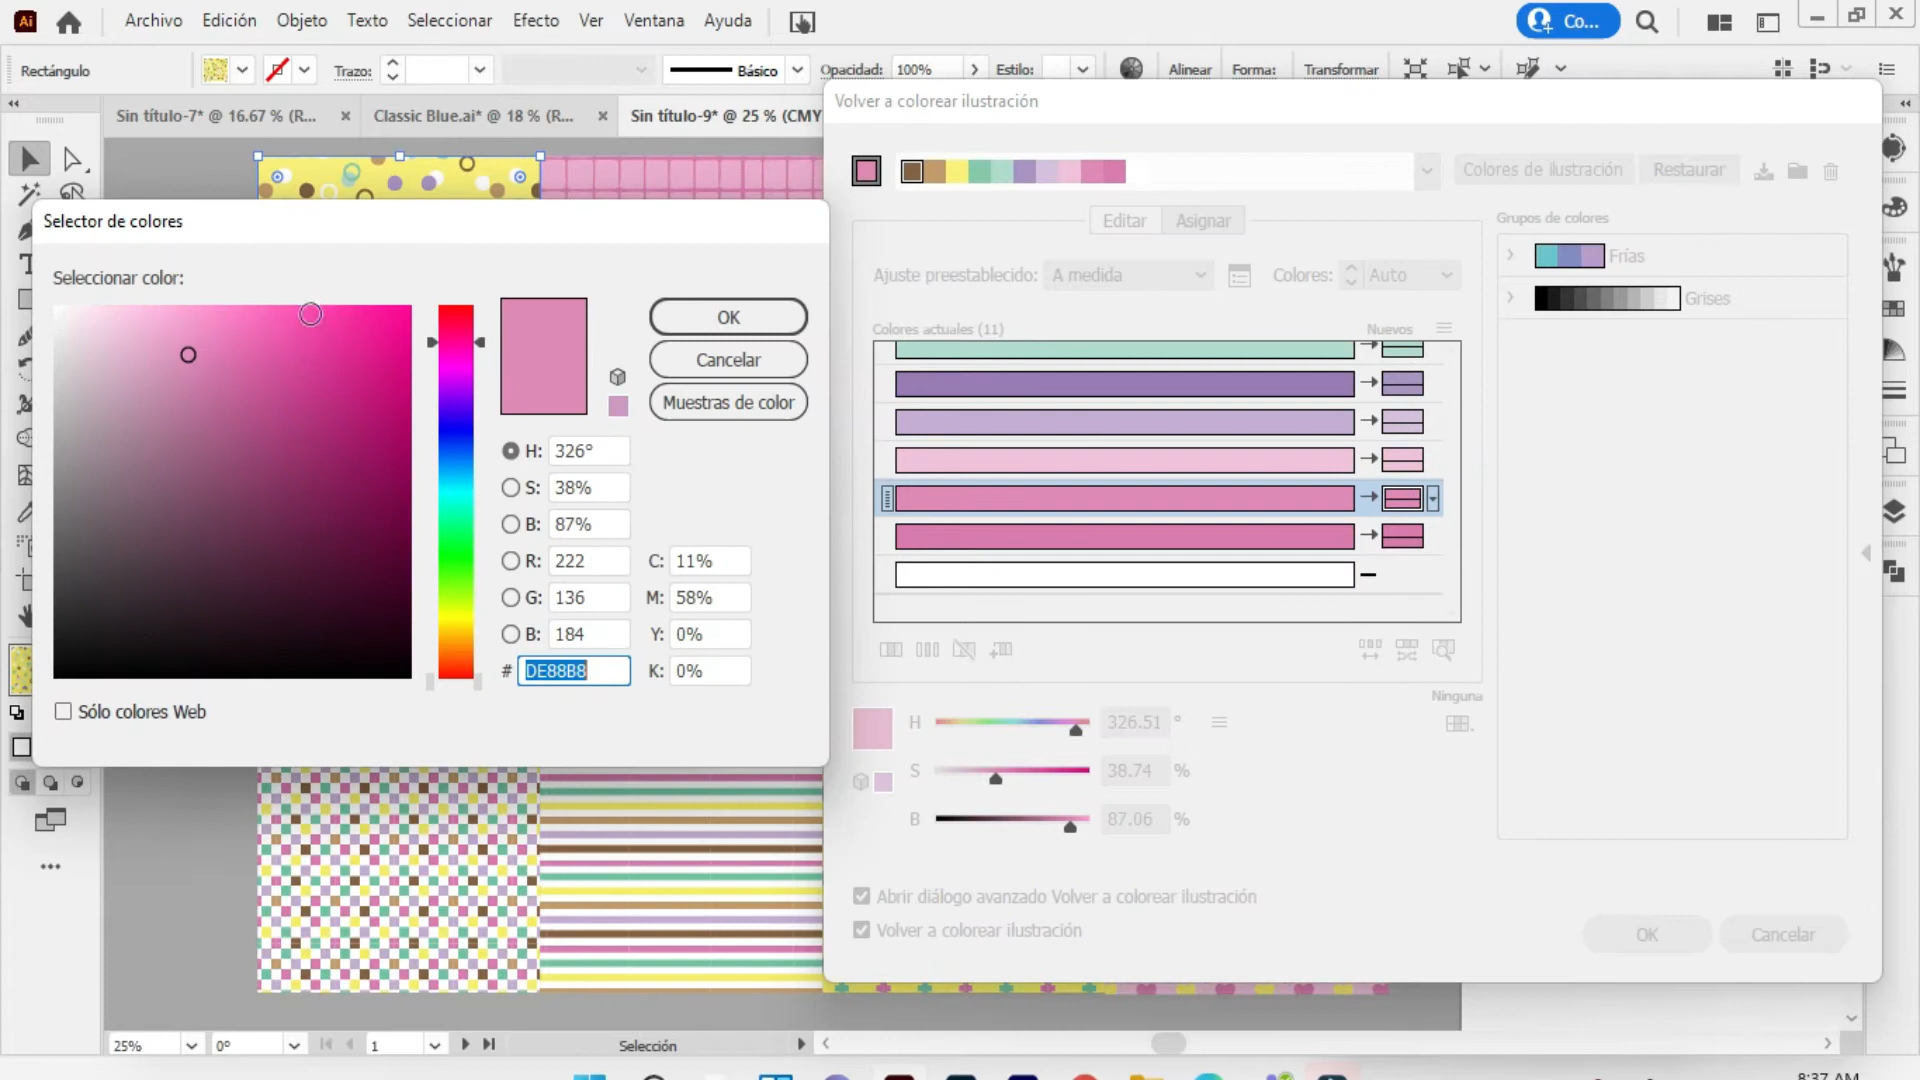 Ai
Archivo Edición Objeto Texto Seleccionar Efecto Ver Ventana Ayuda
Co...
Rectángulo
Trazo:
Básico
Opacidad: 100%
Estilo:
Alinear
Forma:
Transformar
Sin título-7* @ 16.67 % (R...
Classic Blue.ai* @ 18 % (R...
Sin título-9* @ 25 % (CMY
Volver a colorear ilustración
Colores de ilustración
Restaurar
Editar
Asignar
Grupos de colores
Frías
Grises
Ajuste preestablecido: A medida
Colores: Auto
Colores actuales (11)
Nuevos
Selector de colores
Seleccionar color:
OK
Cancelar
Muestras de color
H: 326°
S: 38%
B: 87%
R: 222 C: 11%
G: 136 M: 58%
B: 184 Y: 0%
# DE88B8 K: 0%
Sólo colores Web
Ninguna
H 326.51 °
S 38.74 %
B 87.06 %
Abrir diálogo avanzado Volver a colorear ilustración
Volver a colorear ilustración
OK
Cancelar
25%
0°
1
Selección
8:37 AM